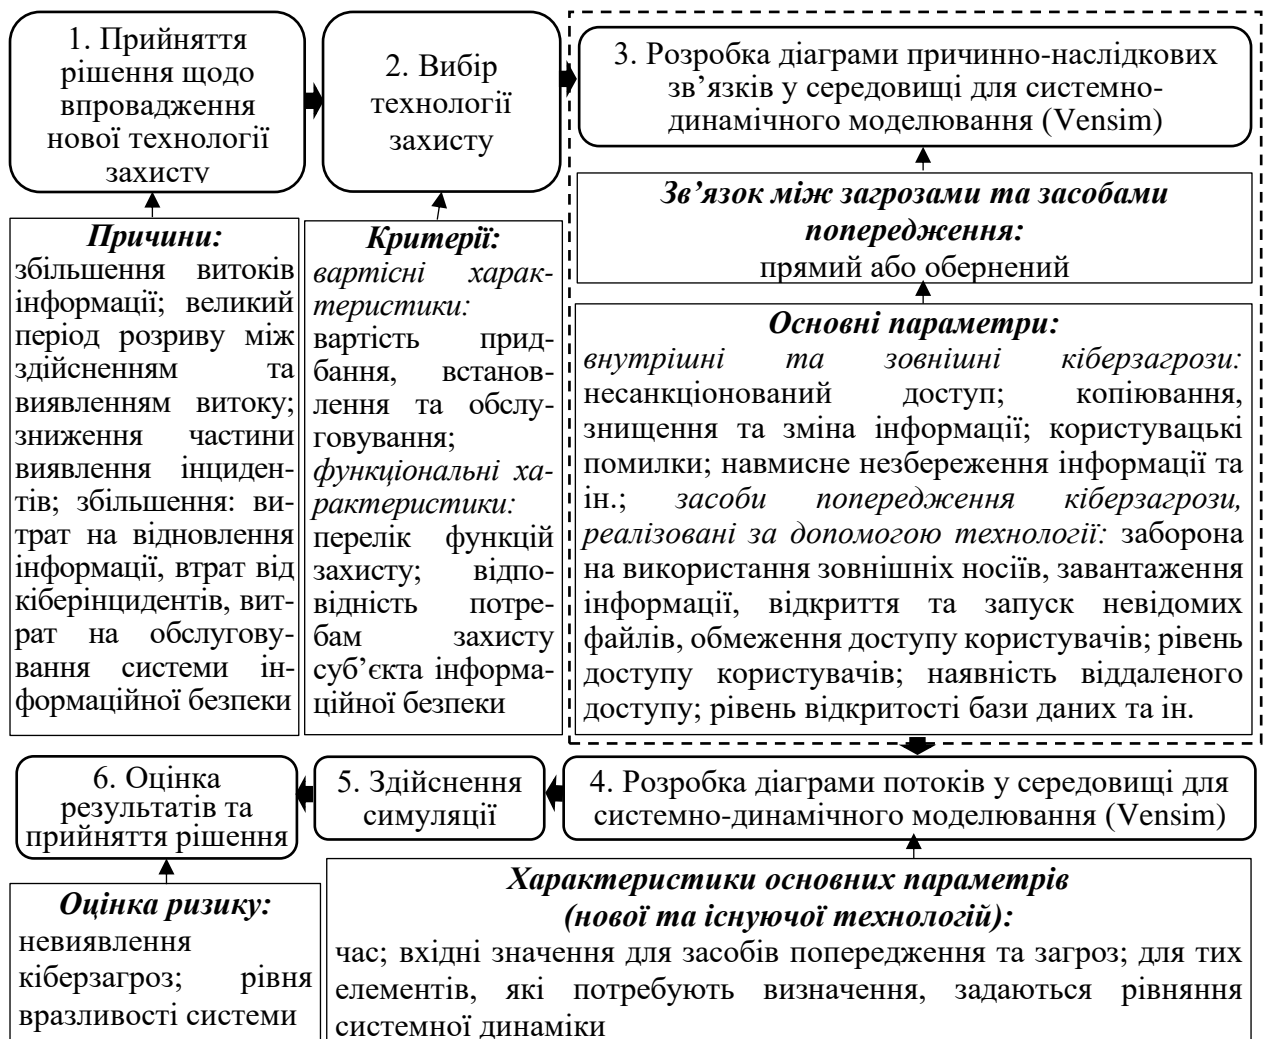 1. Прийняття
рішення щодо
впровадження
нової технології
захисту
2. Вибір
технології
захисту
3. Розробка діаграми причинно-наслідкових
зв’язків у середовищі для системно-
динамічного моделювання (Vensim)
Зв’язок між загрозами та засобами
попередження:
прямий або обернений
Причини:
збільшення витоків
інформації; великий
період розриву між
здійсненням та
виявленням витоку;
зниження частини
виявлення інциден-
тів; збільшення: ви-
трат на відновлення
інформації, втрат від
кіберінцидентів, вит-
рат на обслугову-
вання системи ін-
формаційної безпеки
Критерії:
вартісні харак-
теристики:
вартість прид-
бання, встанов-
лення та обслу-
говування;
функціональні ха-
рактеристики:
перелік функцій
захисту; відпо-
відність потре-
бам захисту
суб’єкта інформа-
ційної безпеки
Основні параметри:
внутрішні та зовнішні кіберзагрози:
несанкціонований доступ; копіювання,
знищення та зміна інформації; користувацькі
помилки; навмисне незбереження інформації та
ін.; засоби попередження кіберзагрози,
реалізовані за допомогою технології: заборона
на використання зовнішніх носіїв, завантаження
інформації, відкриття та запуск невідомих
файлів, обмеження доступу користувачів; рівень
доступу користувачів; наявність віддаленого
доступу; рівень відкритості бази даних та ін.
6. Оцінка
результатів та
прийняття рішення
5. Здійснення
симуляції
4. Розробка діаграми потоків у середовищі для
системно-динамічного моделювання (Vensim)
Оцінка ризику:
невиявлення
кіберзагроз; рівня
вразливості системи
Характеристики основних параметрів
(нової та існуючої технологій):
час; вхідні значення для засобів попередження та загроз; для тих
елементів, які потребують визначення, задаються рівняння
системної динаміки